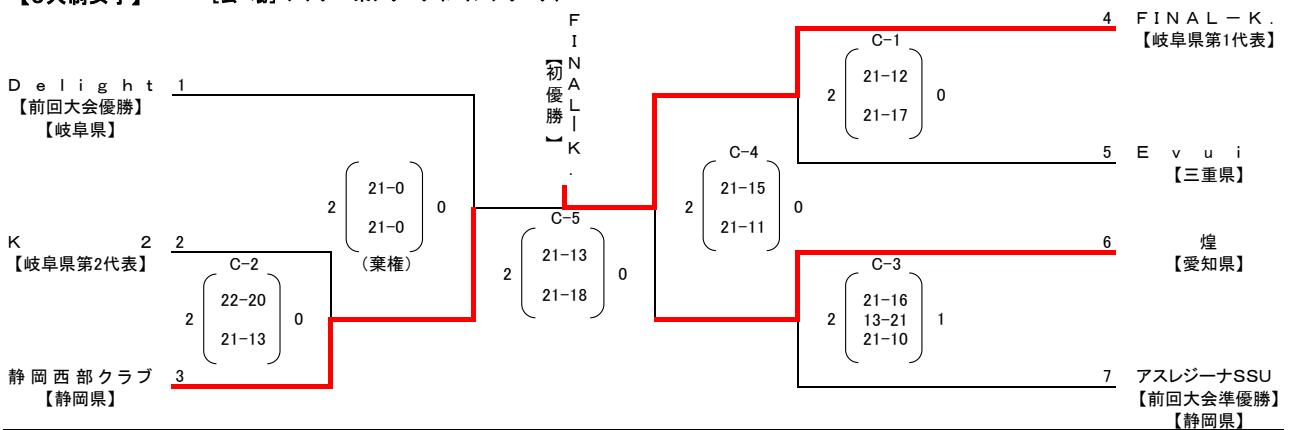 FINAL－K.
【初優勝】
Delight 1
【前回大会優勝】
【岐阜県】
21-0
2 0
21-0
(棄権)
K 2 2
【岐阜県第2代表】
C-2
22-20
2 0
21-13
静岡西部クラブ 3
【静岡県】
C-5
21-13
2 0
21-18
C-4
21-15
2 0
21-11
4 FINAL－K.
【岐阜県第1代表】
C-1
21-12
2 0
21-17
5 Evui
【三重県】
6 煌
【愛知県】
C-3
21-16
2 13-21 1
21-10
7 アスレジーナSSU
【前回大会準優勝】
【静岡県】